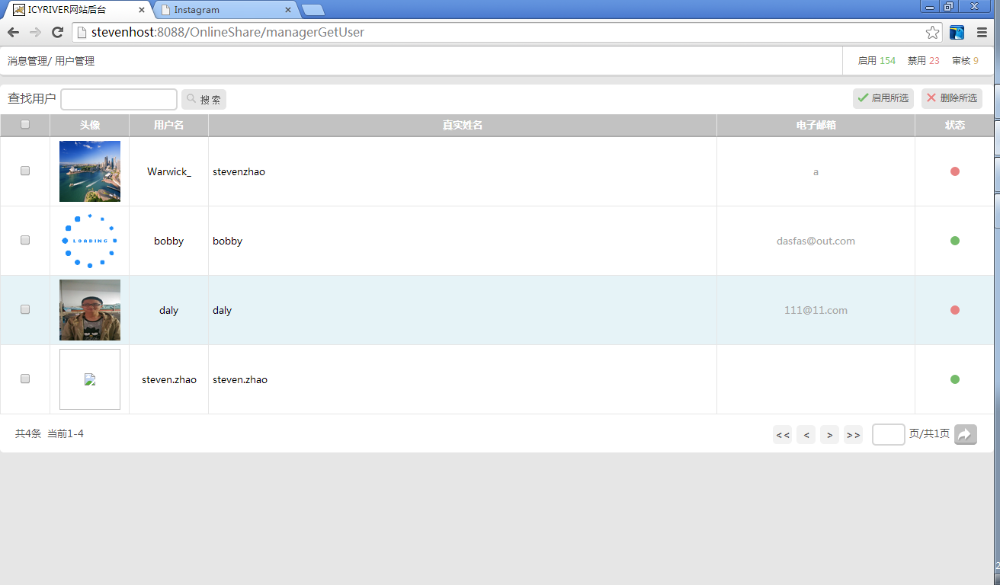 ICYRIVER网站后台
Instagram
stevenhost:8088/OnlineShare/managerGetUser
消息管理/ 用户管理
启用 154 禁用 23 审核 9
查找用户 搜 索 启用所选 删除所选
头像 用户名 真实姓名 电子邮箱 状态
Warwick_ stevenzhao a
LOADING
bobby bobby dasfas@out.com
daly daly 111@11.com
steven.zhao steven.zhao
共4条 当前1-4 << < > >> 页/共1页
2